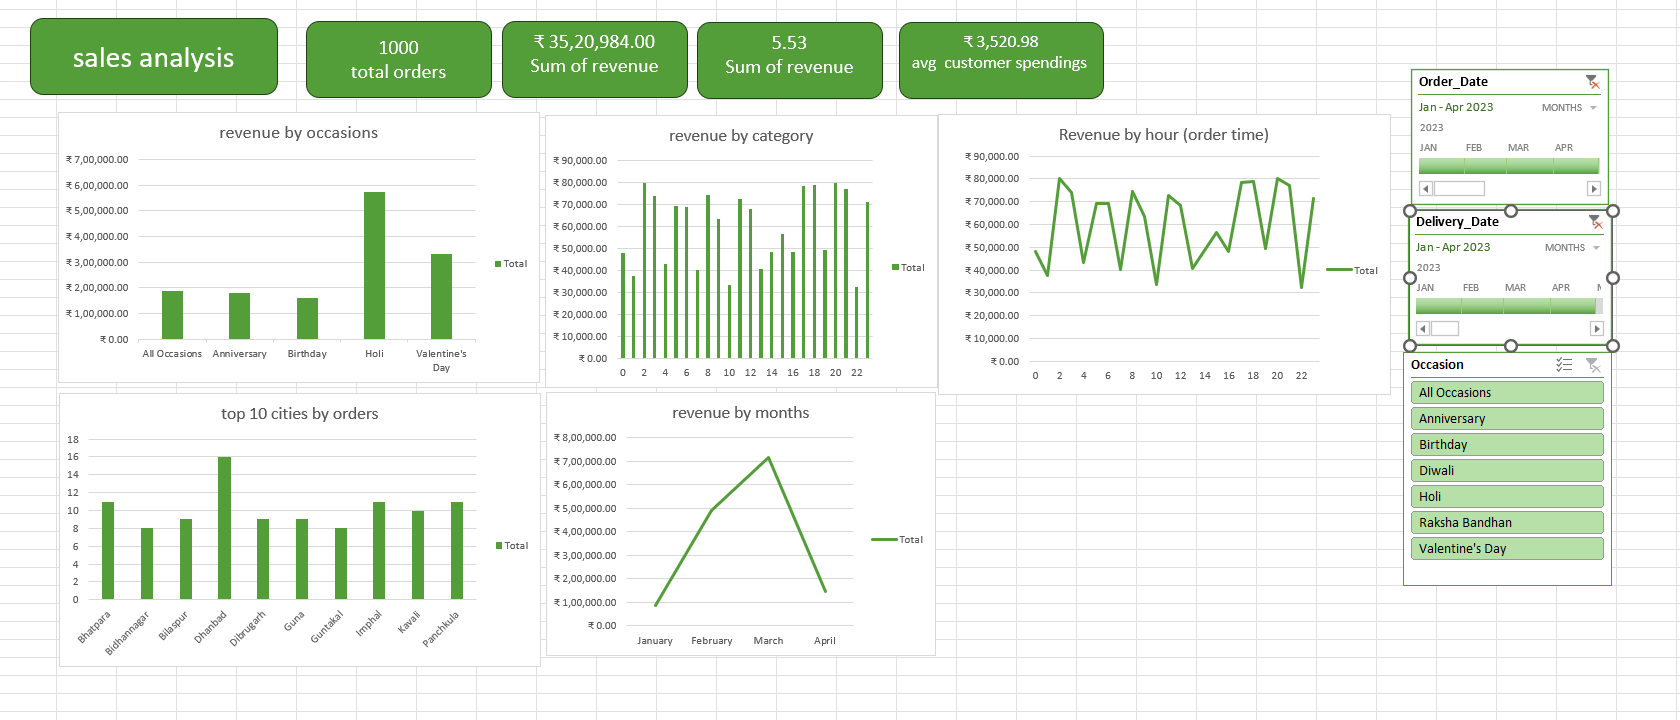 sales analysis
1000
total orders
₹ 35,20,984.00
Sum of revenue
5.53
Sum of revenue
₹ 3,520.98
avg  customer spendings
revenue by occasions
₹ 7,00,000.00
₹ 6,00,000.00
₹ 5,00,000.00
₹ 4,00,000.00
₹ 3,00,000.00
₹ 2,00,000.00
₹ 1,00,000.00
₹ 0.00
All Occasions Anniversary Birthday Holi Valentine's
Day
Total
revenue by category
₹ 90,000.00
₹ 80,000.00
₹ 70,000.00
₹ 60,000.00
₹ 50,000.00
₹ 40,000.00
₹ 30,000.00
₹ 20,000.00
₹ 10,000.00
₹ 0.00
0 2 4 6 8 10 12 14 16 18 20 22
Total
Revenue by hour (order time)
₹ 90,000.00
₹ 80,000.00
₹ 70,000.00
₹ 60,000.00
₹ 50,000.00
₹ 40,000.00
₹ 30,000.00
₹ 20,000.00
₹ 10,000.00
₹ 0.00
0 2 4 6 8 10 12 14 16 18 20 22
Total
top 10 cities by orders
18
16
14
12
10
8
6
4
2
0
Bhatpara Bidhannagar Bilaspur Dhanbad Dibrugarh Guna Guntakal Imphal Kavali Panchkula
Total
revenue by months
₹ 8,00,000.00
₹ 7,00,000.00
₹ 6,00,000.00
₹ 5,00,000.00
₹ 4,00,000.00
₹ 3,00,000.00
₹ 2,00,000.00
₹ 1,00,000.00
₹ 0.00
January February March April
Total
Order_Date
Jan - Apr 2023 MONTHS
2023
JAN FEB MAR APR
Delivery_Date
Jan - Apr 2023 MONTHS
2023
JAN FEB MAR APR
Occasion
All Occasions
Anniversary
Birthday
Diwali
Holi
Raksha Bandhan
Valentine's Day